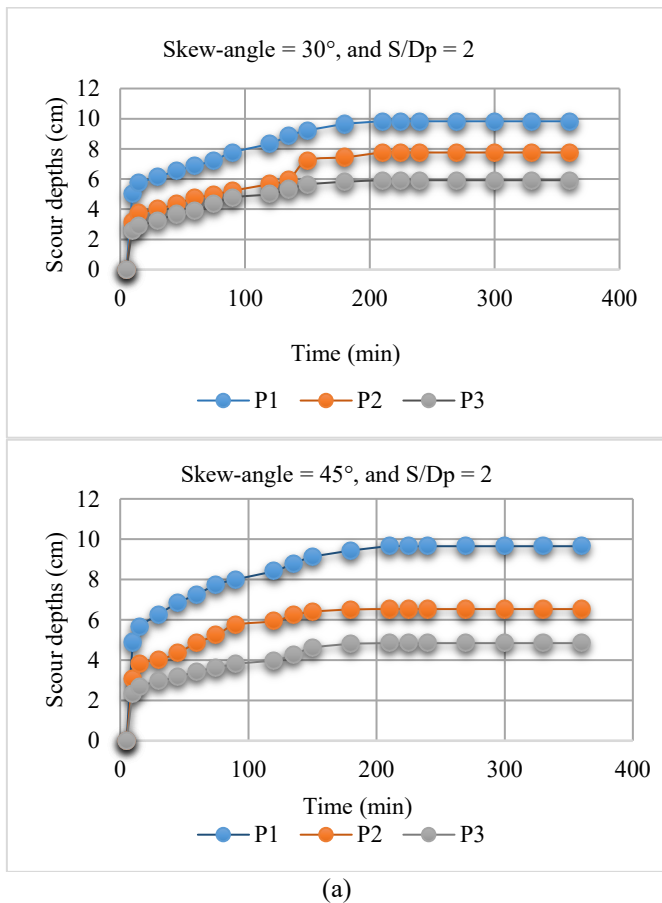 Skew-angle = 30°, and S/Dp = 2
12
10
8
6
4
2
0
Scour depths (cm)
0 100 200 300 400
Time (min)
P1 P2 P3
Skew-angle = 45°, and S/Dp = 2
12
10
8
6
4
2
0
Scour depths (cm)
0 100 200 300 400
Time (min)
P1 P2 P3
(a)